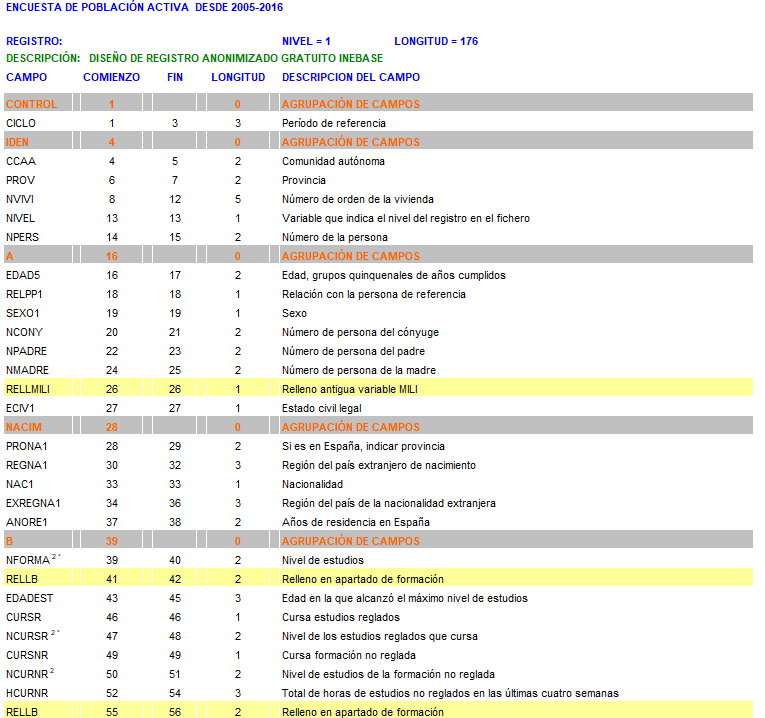 ENCUESTA DE POBLACIÓN ACTIVA DESDE 2005-2016
REGISTRO: NIVEL = 1 LONGITUD = 176
DESCRIPCIÓN: DISEÑO DE REGISTRO ANONIMIZADO GRATUITO INEBASE
CAMPO COMIENZO FIN LONGITUD DESCRIPCION DEL CAMPO
CONTROL 1 0 AGRUPACIÓN DE CAMPOS
CICLO 1 3 3 Período de referencia
IDEN 4 0 AGRUPACIÓN DE CAMPOS
CCAA 4 5 2 Comunidad autónoma
PROV 6 7 2 Provincia
NVIVI 8 12 5 Número de orden de la vivienda
NIVEL 13 13 1 Variable que indica el nivel del registro en el fichero
NPERS 14 15 2 Número de la persona
A 16 0 AGRUPACIÓN DE CAMPOS
EDAD5 16 17 2 Edad, grupos quinquenales de años cumplidos
RELPP1 18 18 1 Relación con la persona de referencia
SEXO1 19 19 1 Sexo
NCONY 20 21 2 Número de persona del cónyuge
NPADRE 22 23 2 Número de persona del padre
NMADRE 24 25 2 Número de persona de la madre
RELLMILI 26 26 1 Relleno antigua variable MILI
ECIV1 27 27 1 Estado civil legal
NACIM 28 0 AGRUPACIÓN DE CAMPOS
PRONA1 28 29 2 Si es en España, indicar provincia
REGNA1 30 32 3 Región del país extranjero de nacimiento
NAC1 33 33 1 Nacionalidad
EXREGNA1 34 36 3 Región del país de la nacionalidad extranjera
ANORE1 37 38 2 Años de residencia en España
B 39 0 AGRUPACIÓN DE CAMPOS
NFORMA 2 * 39 40 2 Nivel de estudios
RELLB 41 42 2 Relleno en apartado de formación
EDADEST 43 45 3 Edad en la que alcanzó el máximo nivel de estudios
CURSR 46 46 1 Cursa estudios reglados
NCURSR 2 * 47 48 2 Nivel de los estudios reglados que cursa
CURSNR 49 49 1 Cursa formación no reglada
NCURNR 2 50 51 2 Nivel de estudios de la formación no reglada
HCURNR 52 54 3 Total de horas de estudios no reglados en las últimas cuatro semanas
RELLB 55 56 2 Relleno en apartado de formación